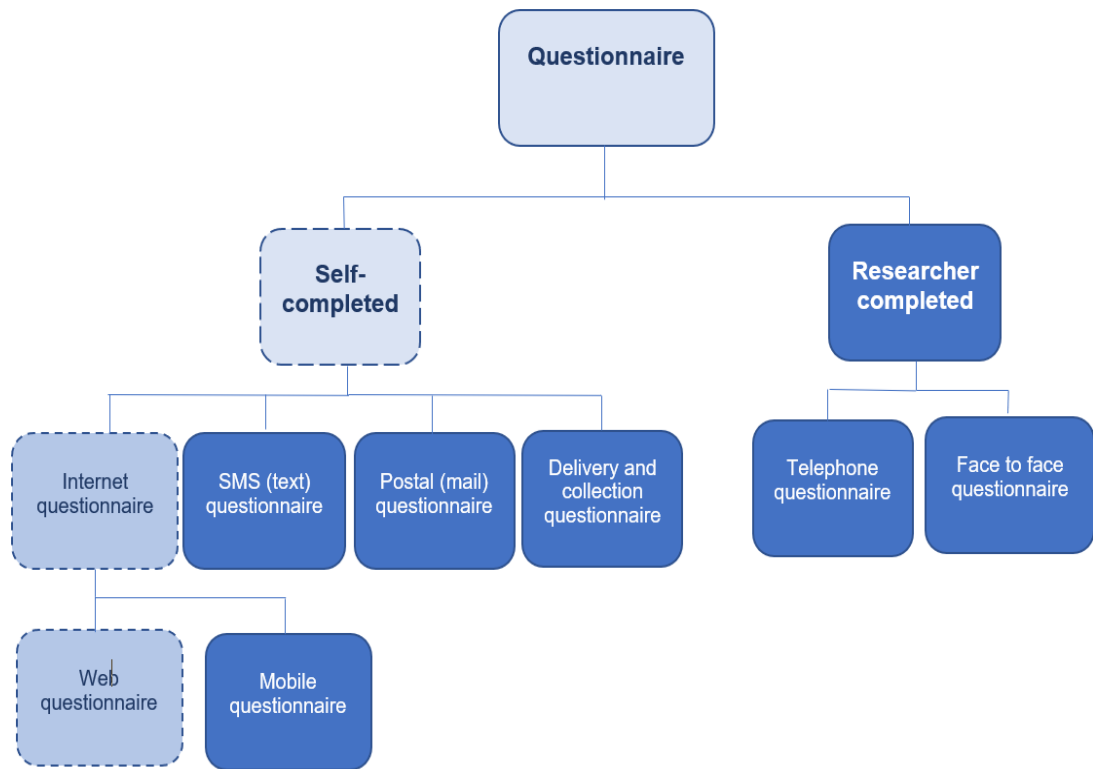 Questionnaire
Self-
completed
Researcher
completed
Internet
questionnaire
SMS (text)
questionnaire
Postal (mail)
questionnaire
Delivery and
collection
questionnaire
Telephone
questionnaire
Face to face
questionnaire
Web
questionnaire
Mobile
questionnaire